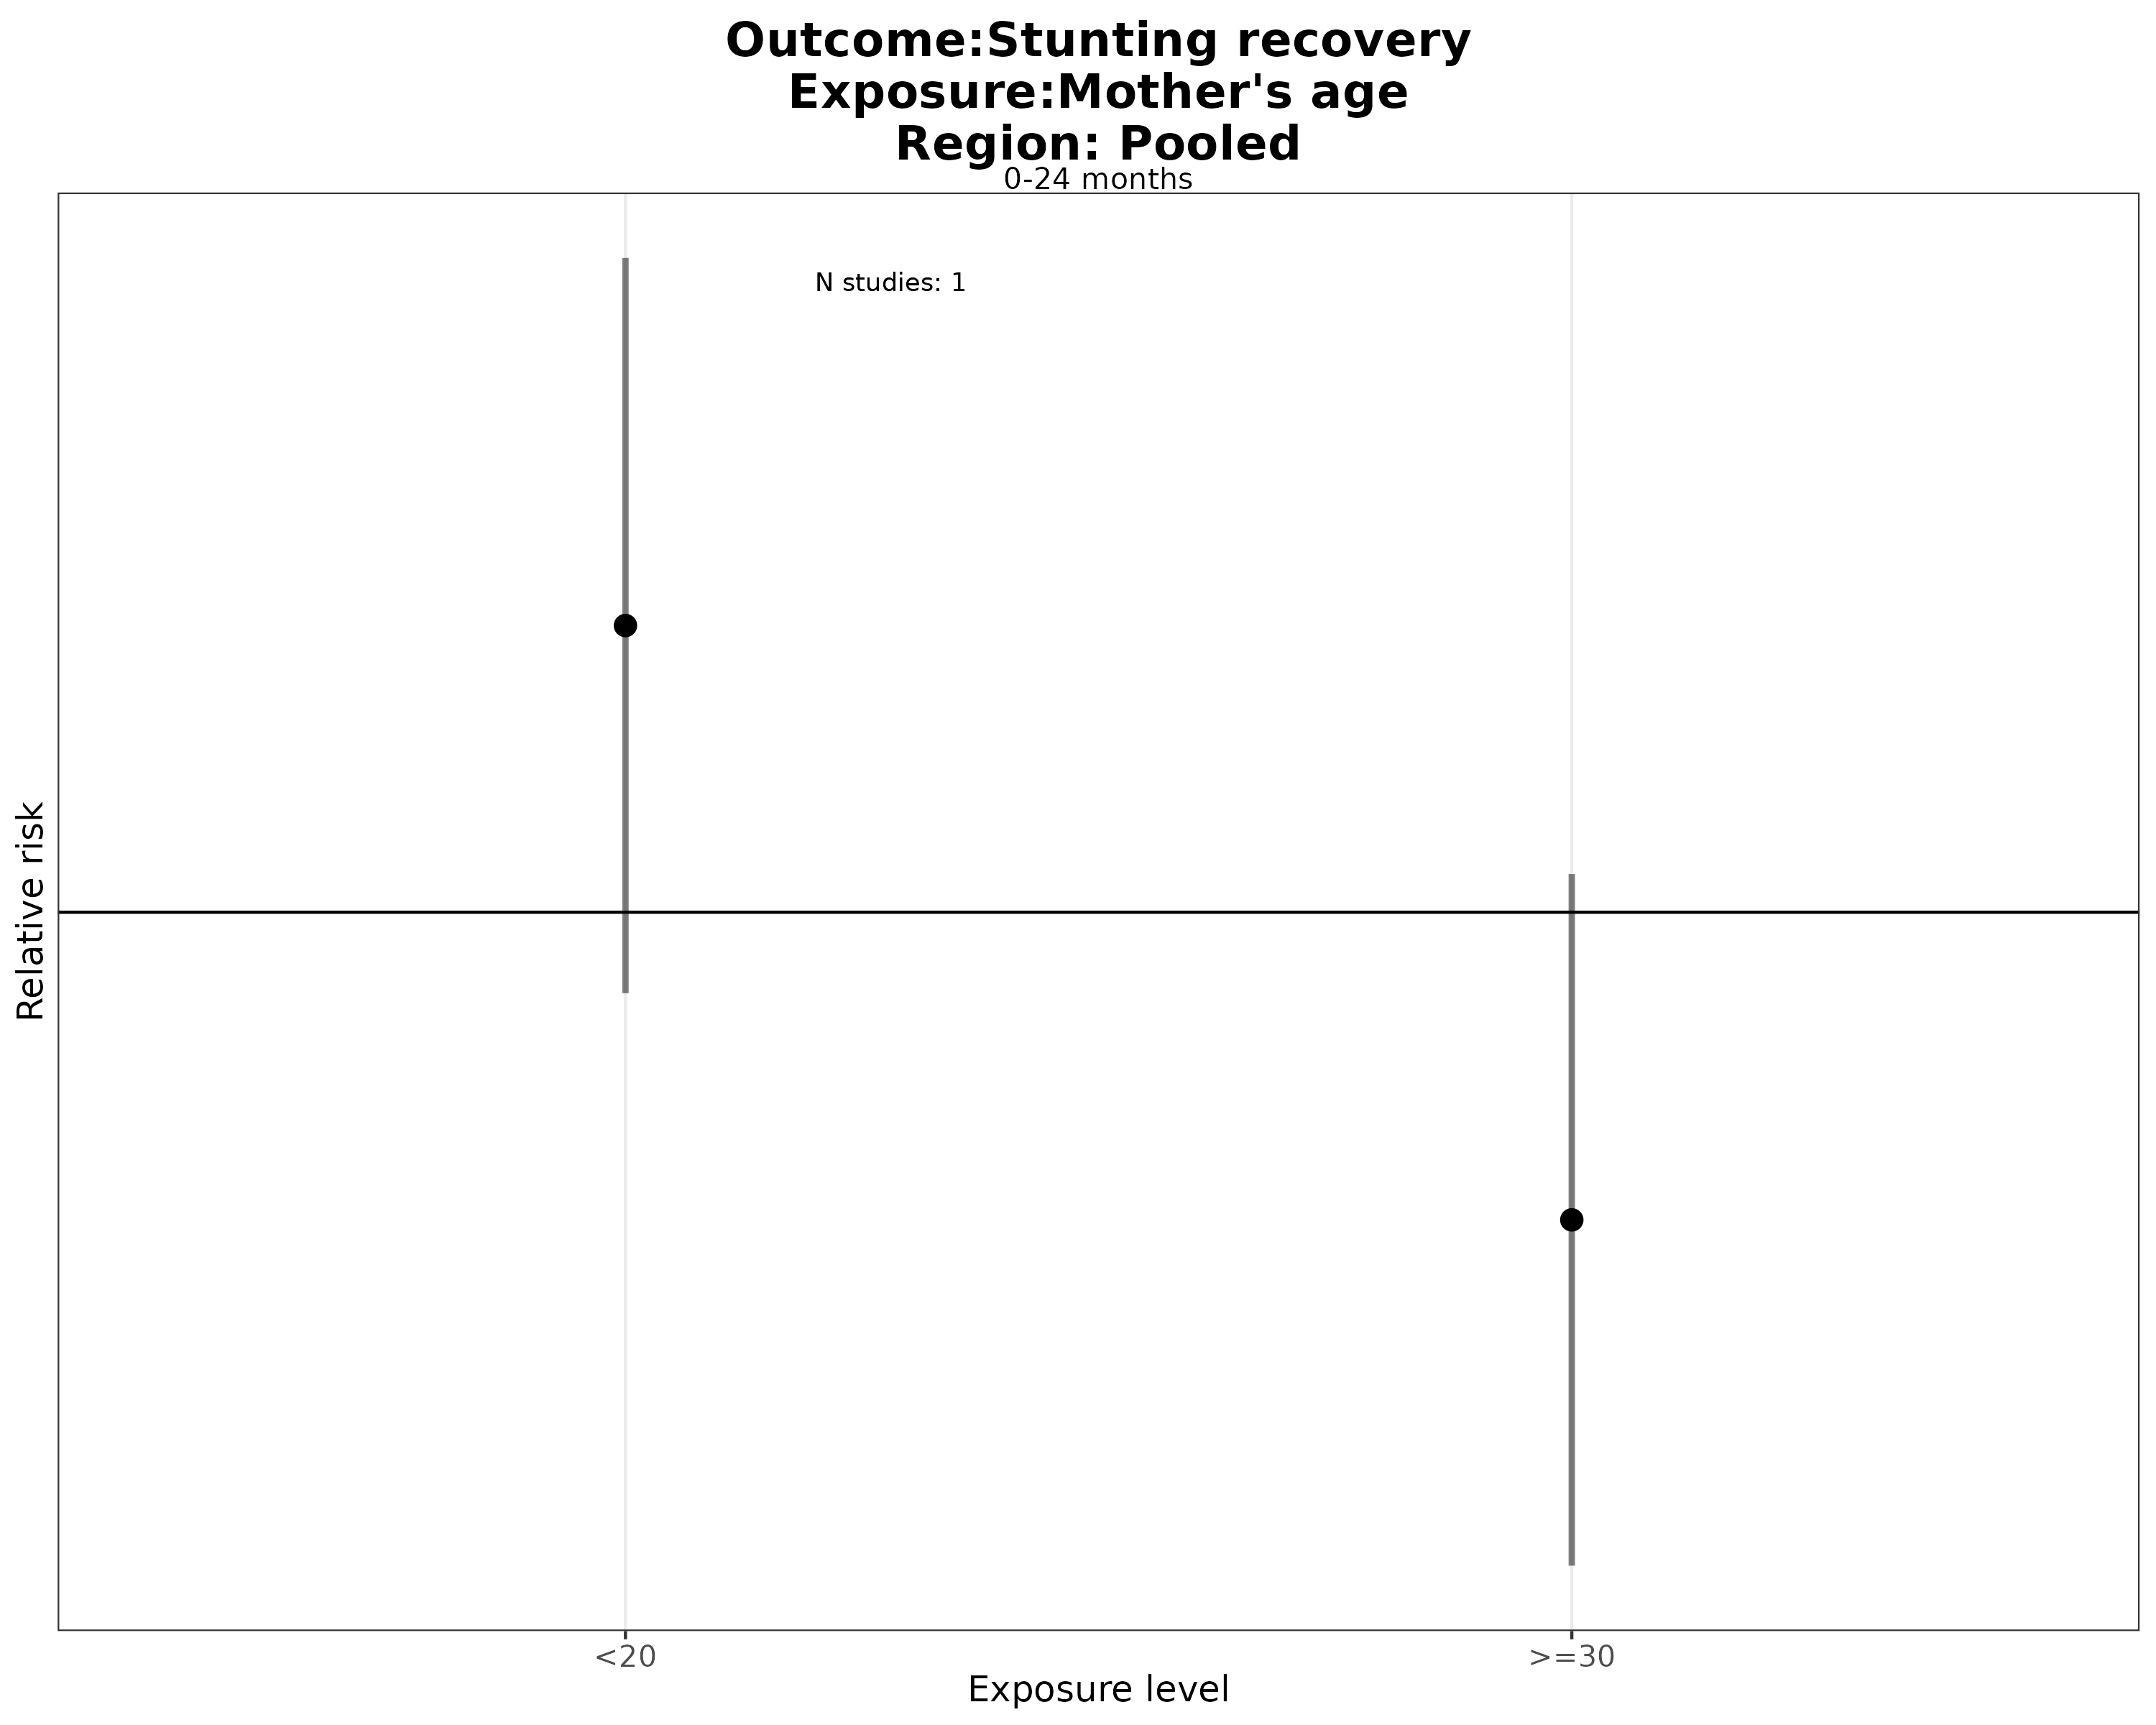 Outcome:Stunting recovery
Exposure:Mother's age
Region: Pooled
0-24 months
N studies: 1
Relative risk
<20
>=30
Exposure level